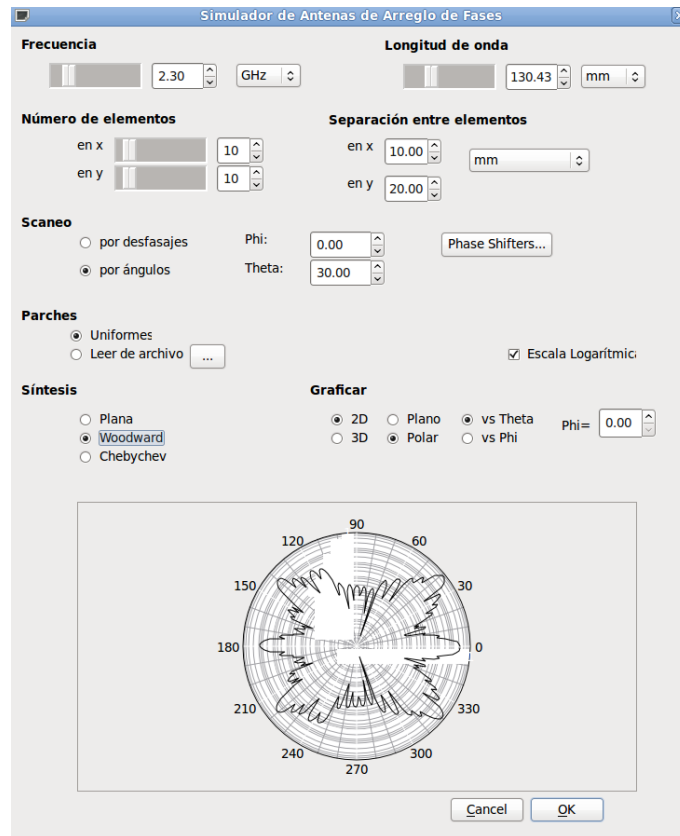 Simulador de Antenas de Arreglo de Fases
Frecuencia
2.30
GHz
Longitud de onda
130.43
mm
Número de elementos
en x
10
en y
10
Separación entre elementos
en x
10.00
mm
en y
20.00
Scaneo
por desfasajes
por ángulos
Phi:
0.00
Theta:
30.00
Phase Shifters...
Parches
Uniformes
Leer de archivo
...
Escala Logarítmica
Síntesis
Plana
Woodward
Chebychev
Graficar
2D
Plano
vs Theta
3D
Polar
vs Phi
Phi=
0.00
90
120
60
150
30
180
0
210
330
240
300
270
Cancel
OK